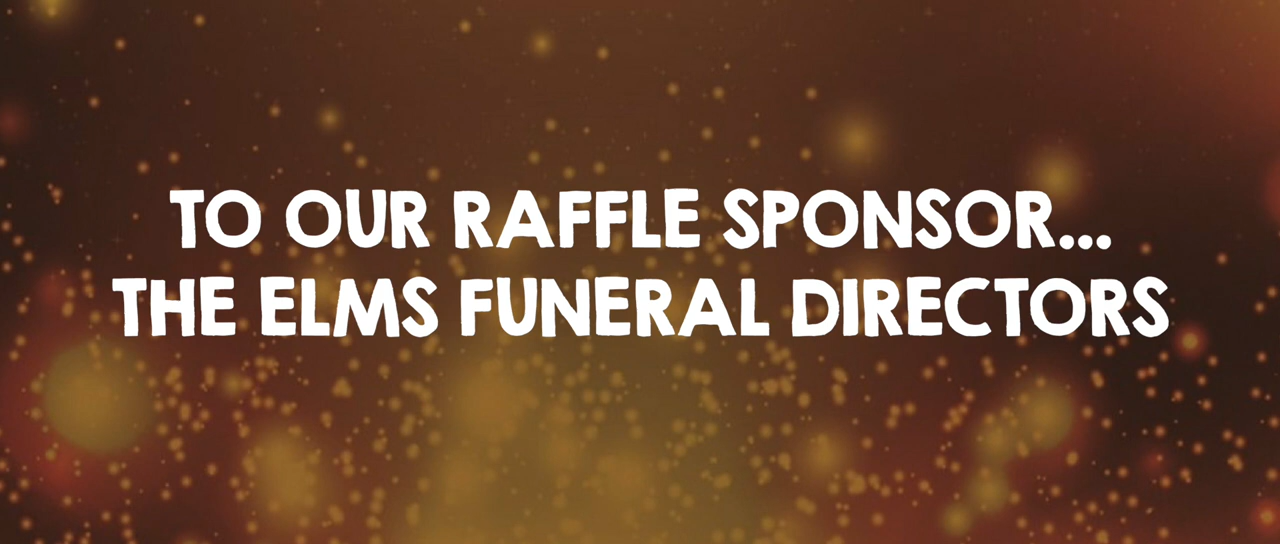 TO OUR RAFFLE SPONSOR...
THE ELMS FUNERAL DIRECTORS